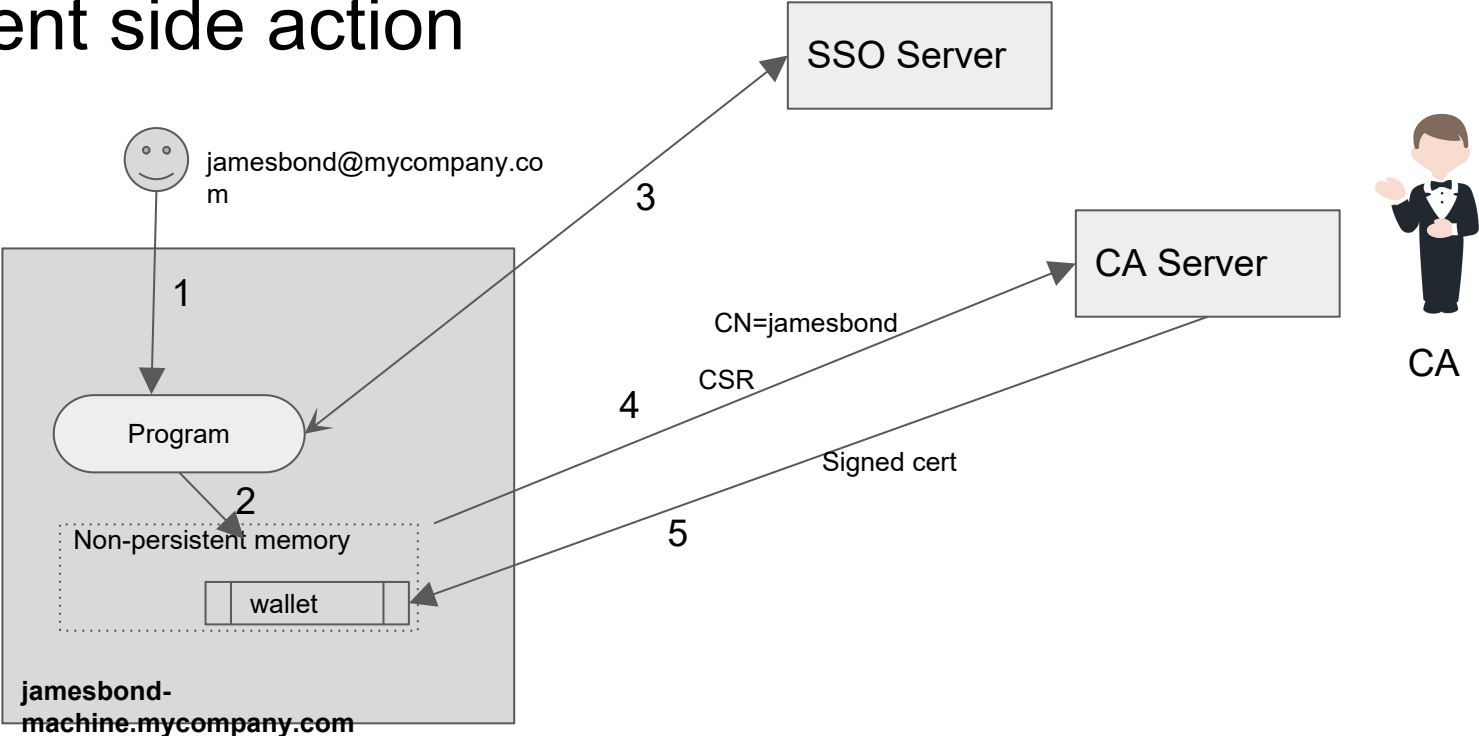 ent side action
SSO Server
jamesbond@mycompany.co
m
3
CA Server
1
CN=jamesbond
CA
CSR
4
Program
Signed cert
2
5
Non-persistent memory
wallet
jamesbond-
machine.mycompany.com